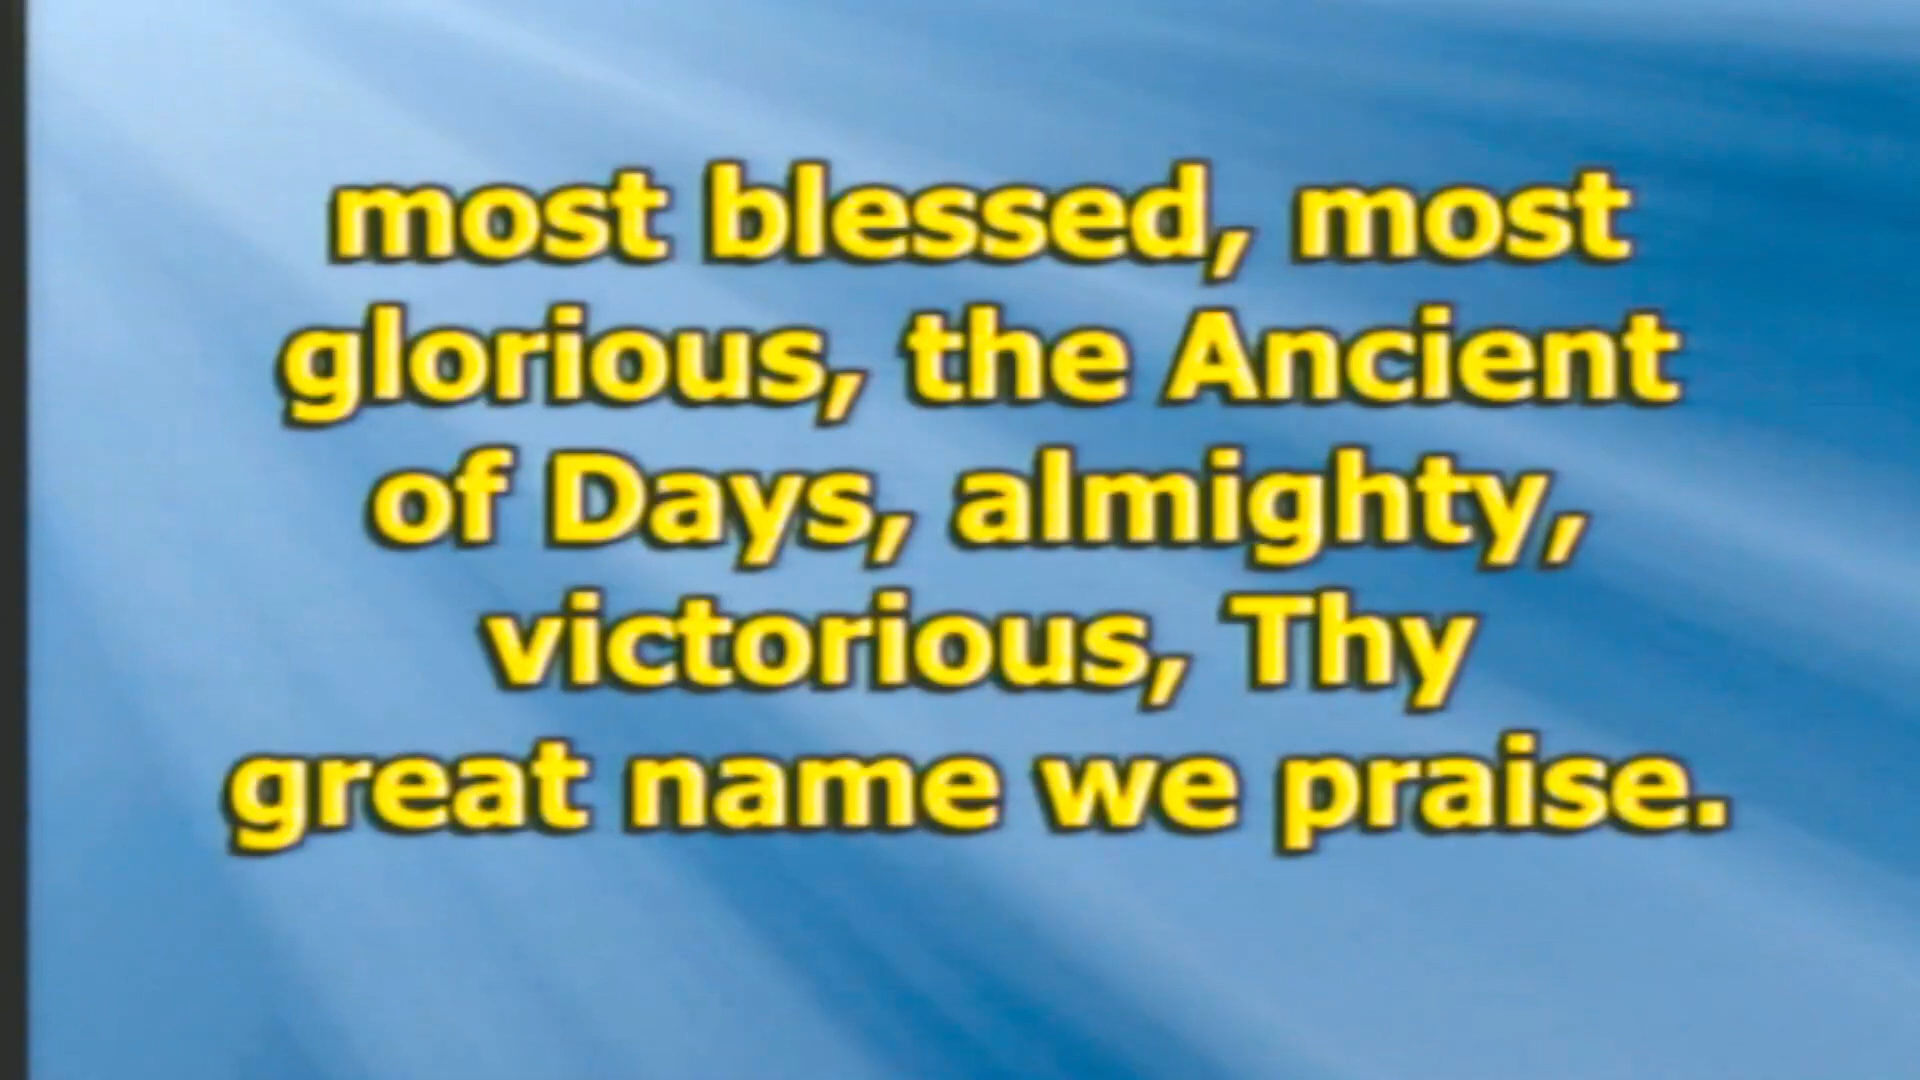 most blessed, most
glorious, the Ancient
of Days, almighty,
victorious, Thy
great name we praise.